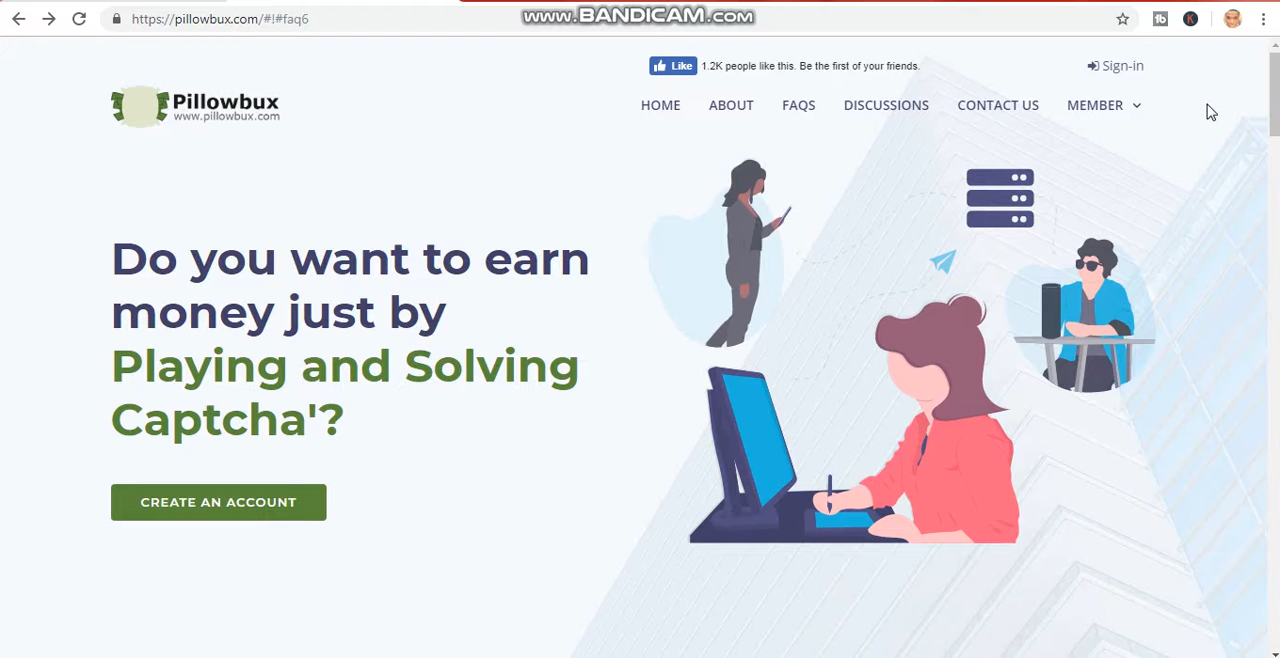 www.BANDICAM.com
https://pillowbux.com/#!#faq6
Like 1.2K people like this. Be the first of your friends.
Sign-in
Pillowbux
www.pillowbux.com
HOME ABOUT FAQS DISCUSSIONS CONTACT US MEMBER
Do you want to earn
money just by
Playing and Solving
Captcha'?
CREATE AN ACCOUNT